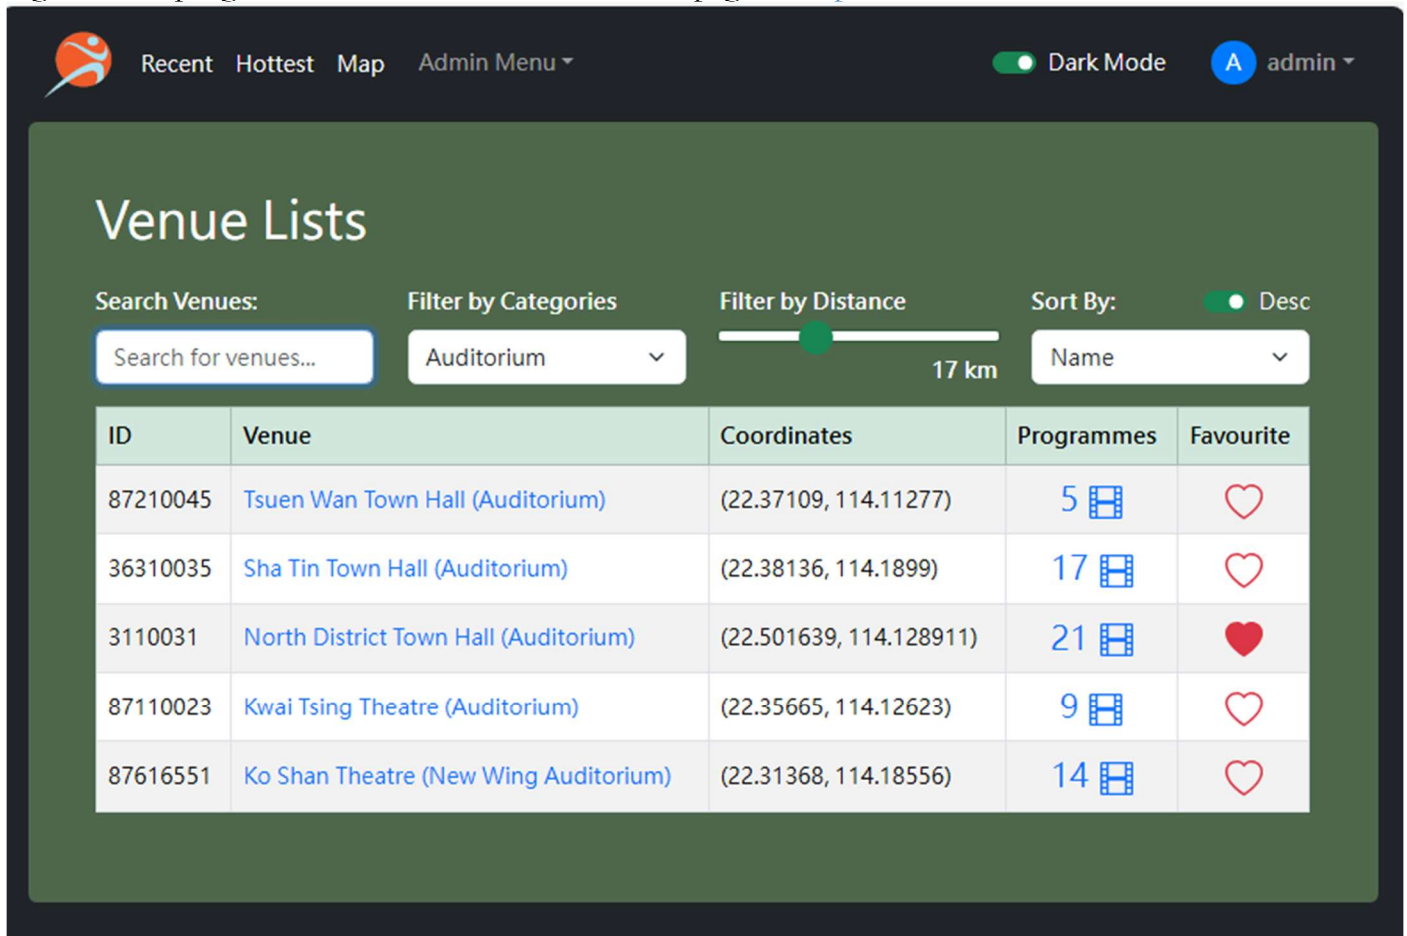 Recent Hottest Map Admin Menu Dark Mode A admin
Venue Lists
Search Venues: Filter by Categories Filter by Distance Sort By: Desc
Search for venues... Auditorium 17 km Name
ID Venue Coordinates Programmes Favourite
87210045 Tsuen Wan Town Hall (Auditorium) (22.37109, 114.11277) 5
36310035 Sha Tin Town Hall (Auditorium) (22.38136, 114.1899) 17
3110031 North District Town Hall (Auditorium) (22.501639, 114.128911) 21
87110023 Kwai Tsing Theatre (Auditorium) (22.35665, 114.12623) 9
87616551 Ko Shan Theatre (New Wing Auditorium) (22.31368, 114.18556) 14